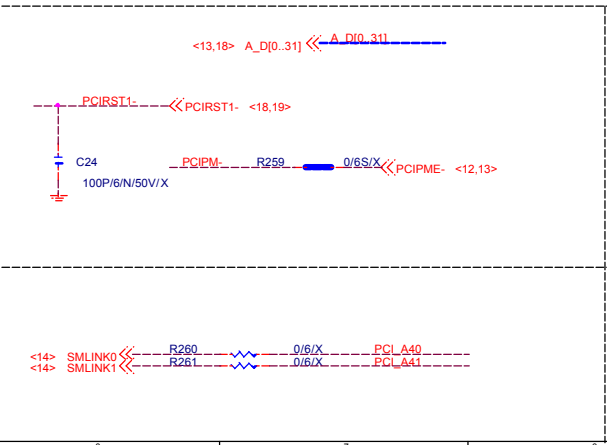 <13,18> A_D[0..31] A_D[0..31]
PCIRST1- PCIRST1- <18,19>
C24
100P/6/N/50V/X
PCIPM- R259 0/6S/X PCIPME- <12,13>
<14> SMLINK0 R260 0/6/X PCI_A40
<14> SMLINK1 R261 0/6/X PCI_A41